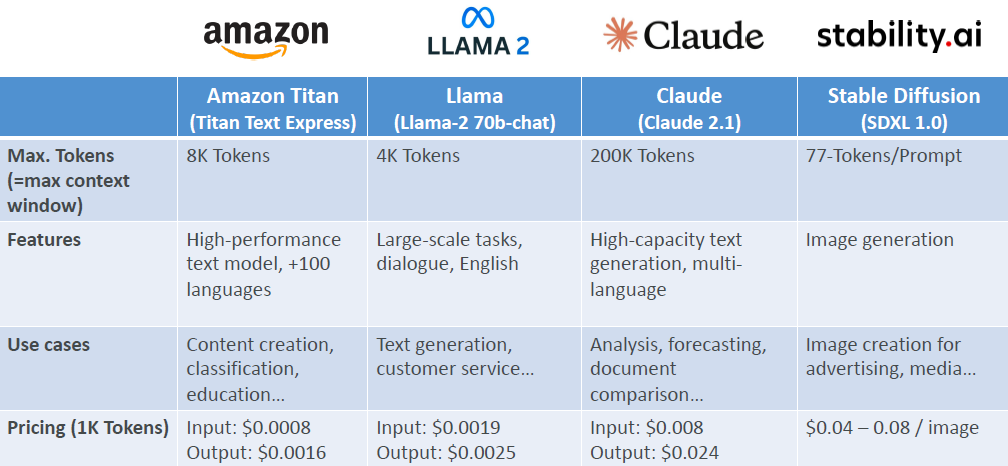 amazon
LLAMA 2
Claude
stability.ai
Amazon Titan
(Titan Text Express)
Llama
(Llama-2 70b-chat)
Claude
(Claude 2.1)
Stable Diffusion
(SDXL 1.0)
Max. Tokens
(=max context
window)
8K Tokens
4K Tokens
200K Tokens
77-Tokens/Prompt
Features
High-performance
text model, +100
languages
Large-scale tasks,
dialogue, English
High-capacity text
generation, multi-
language
Image generation
Use cases
Content creation,
classification,
education...
Text generation,
customer service...
Analysis, forecasting,
document
comparison...
Image creation for
advertising, media...
Pricing (1K Tokens)
Input: $0.0008
Output: $0.0016
Input: $0.0019
Output: $0.0025
Input: $0.008
Output: $0.024
$0.04 – 0.08 / image